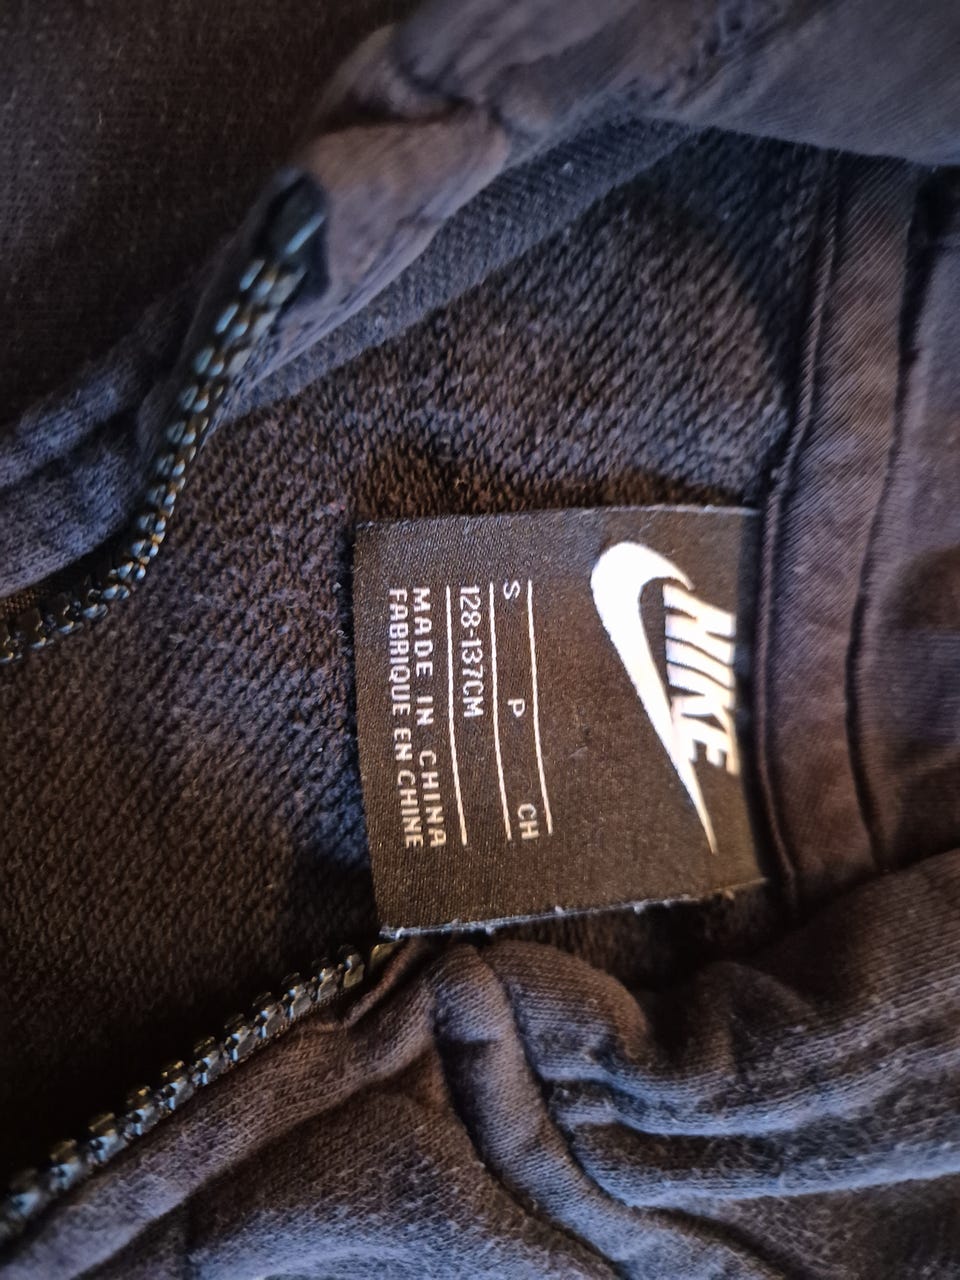 NIKE
S P CH
128-137CM
MADE IN CHINA
FABRIQUE EN CHINE